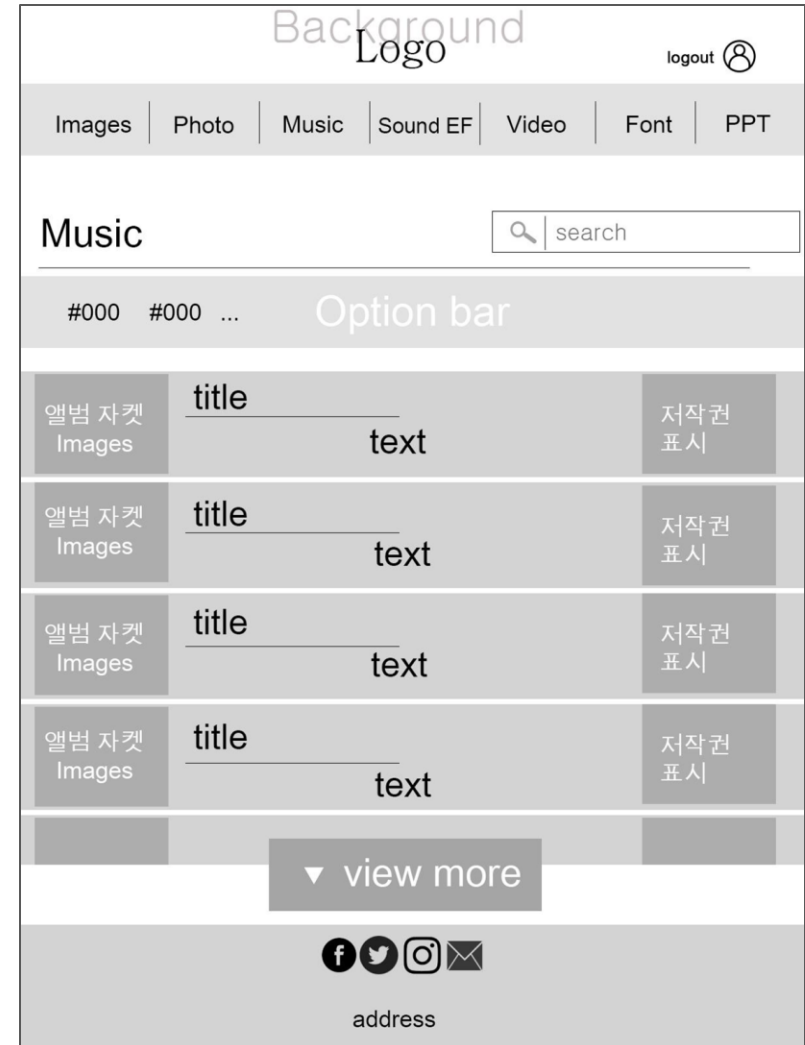 Background
Logo
logout
Images Photo Music Sound EF Video Font PPT
Music
search
#000 #000 ... Option bar
앨범 자켓
Images
title
text
저작권
표시
앨범 자켓
Images
title
text
저작권
표시
앨범 자켓
Images
title
text
저작권
표시
앨범 자켓
Images
title
text
저작권
표시
▼ view more
address